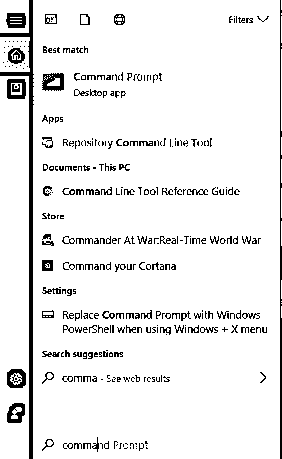 Filters
Best match
Command Prompt
Desktop app
Apps
Repository Command Line Tool
Documents - This PC
Command Line Tool Reference Guide
Store
Commander At War:Real-Time World War
Command your Cortana
Settings
Replace Command Prompt with Windows
PowerShell when using Windows + X menu
Search suggestions
comma - See web results
command Prompt